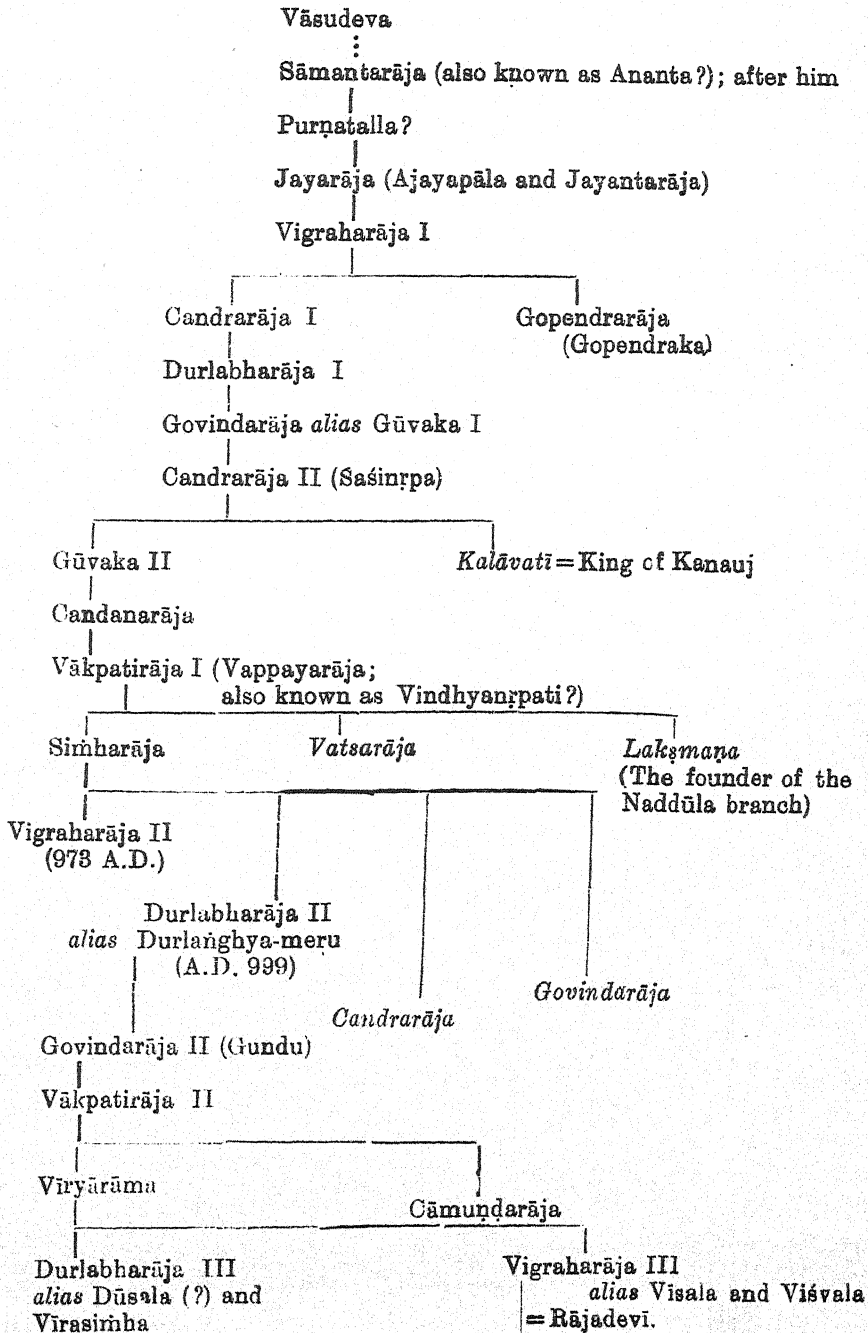 Vāsudeva
Sāmantarāja (also known as Ananta?); after him
Purṇatalla?
Jayarāja (Ajayapāla and Jayantarāja)
Vigraharāja I
Candrarāja I
Gopendrarāja
(Gopendraka)
Durlabharāja I
Govindarāja alias Gūvaka I
Candrarāja II (Śaśinṛpa)
Gūvaka II
Kalāvatī=King of Kanauj
Candanarāja
Vākpatirāja I (Vappayarāja;
also known as Vindhyanṛpati?)
Siṁharāja
Vatsarāja
Lakṣmaṇa
(The founder of the
Naddūla branch)
Vigraharāja II
(973 A.D.)
Durlabharāja II
alias Durlaṅghya-meru
(A.D. 999)
Candrarāja
Govindarāja
Govindarāja II (Gundu)
Vākpatirāja II
Vīryārāma
Cāmuṇḍarāja
Durlabharāja III
alias Dūsala (?) and
Vīrasiṁha
Vigraharāja III
alias Visala and Viśvala
=Rājadevī.